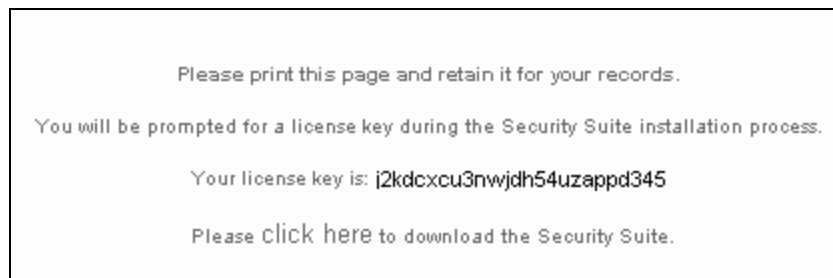 Please print this page and retain it for your records.
You will be prompted for a license key during the Security Suite installation process.
Your license key is: j2kdcxcu3nwjdh54uzappd345
Please click here to download the Security Suite.